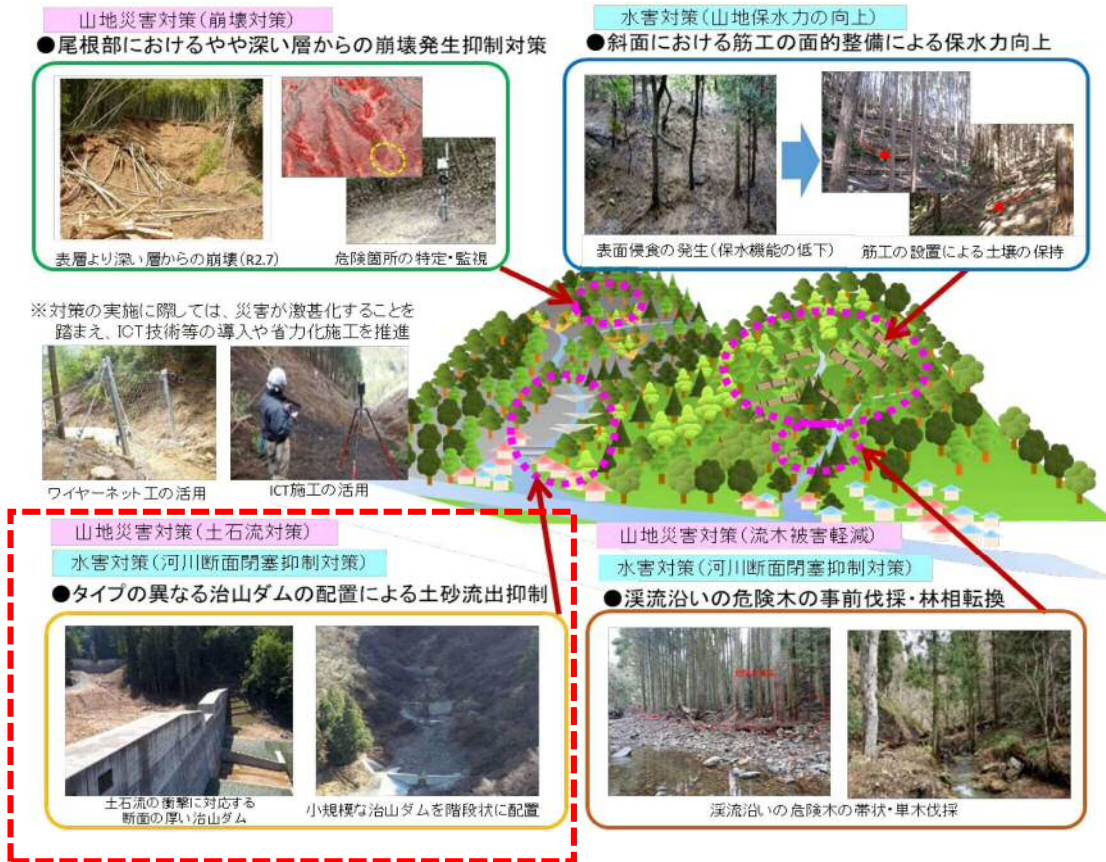 山地災害対策(崩壊対策)
●尾根部におけるやや深い層からの崩壊発生抑制対策
表層より深い層からの崩壊(R2.7)
危険箇所の特定・監視
水害対策(山地保水力の向上)
●斜面における筋工の面的整備による保水力向上
表面侵食の発生(保水機能の低下)
筋工の設置による土壌の保持
※対策の実施に際しては、災害が激甚化することを
踏まえ、ICT技術等の導入や省力化施工を推進
ワイヤーネット工の活用
ICT施工の活用
山地災害対策(土石流対策)
水害対策(河川断面閉塞抑制対策)
●タイプの異なる治山ダムの配置による土砂流出抑制
土石流の衝撃に対応する
断面の厚い治山ダム
小規模な治山ダムを階段状に配置
山地災害対策(流木被害軽減)
水害対策(河川断面閉塞抑制対策)
●渓流沿いの危険木の事前伐採・林相転換
渓流沿いの危険木の帯状・単木伐採